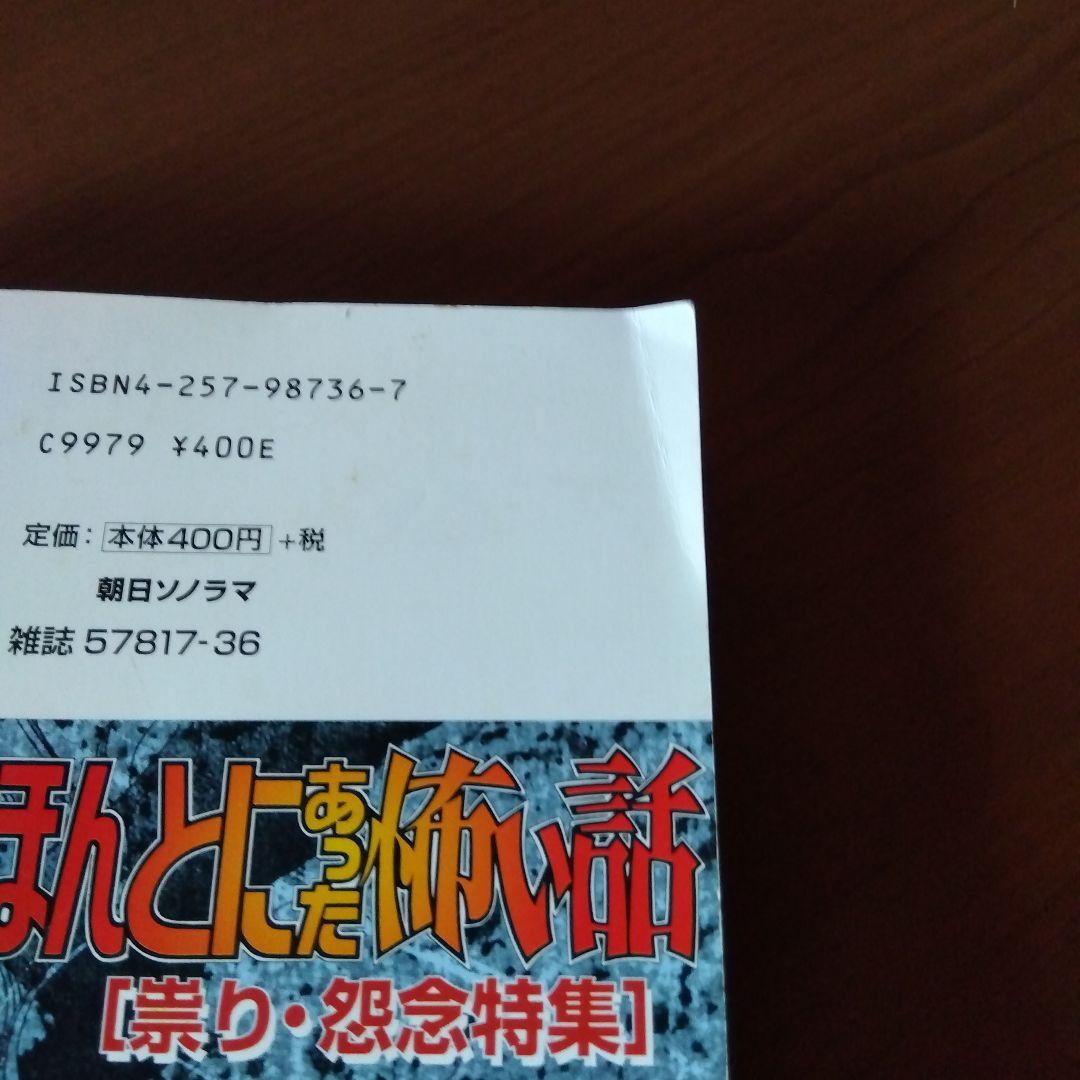 ISBN4-257-98736-7
C9979 ¥400E
定価：本体400円+税
朝日ソノラマ
雑誌 57817-36
ほんとにあった怖い話
[祟り・怨念特集]